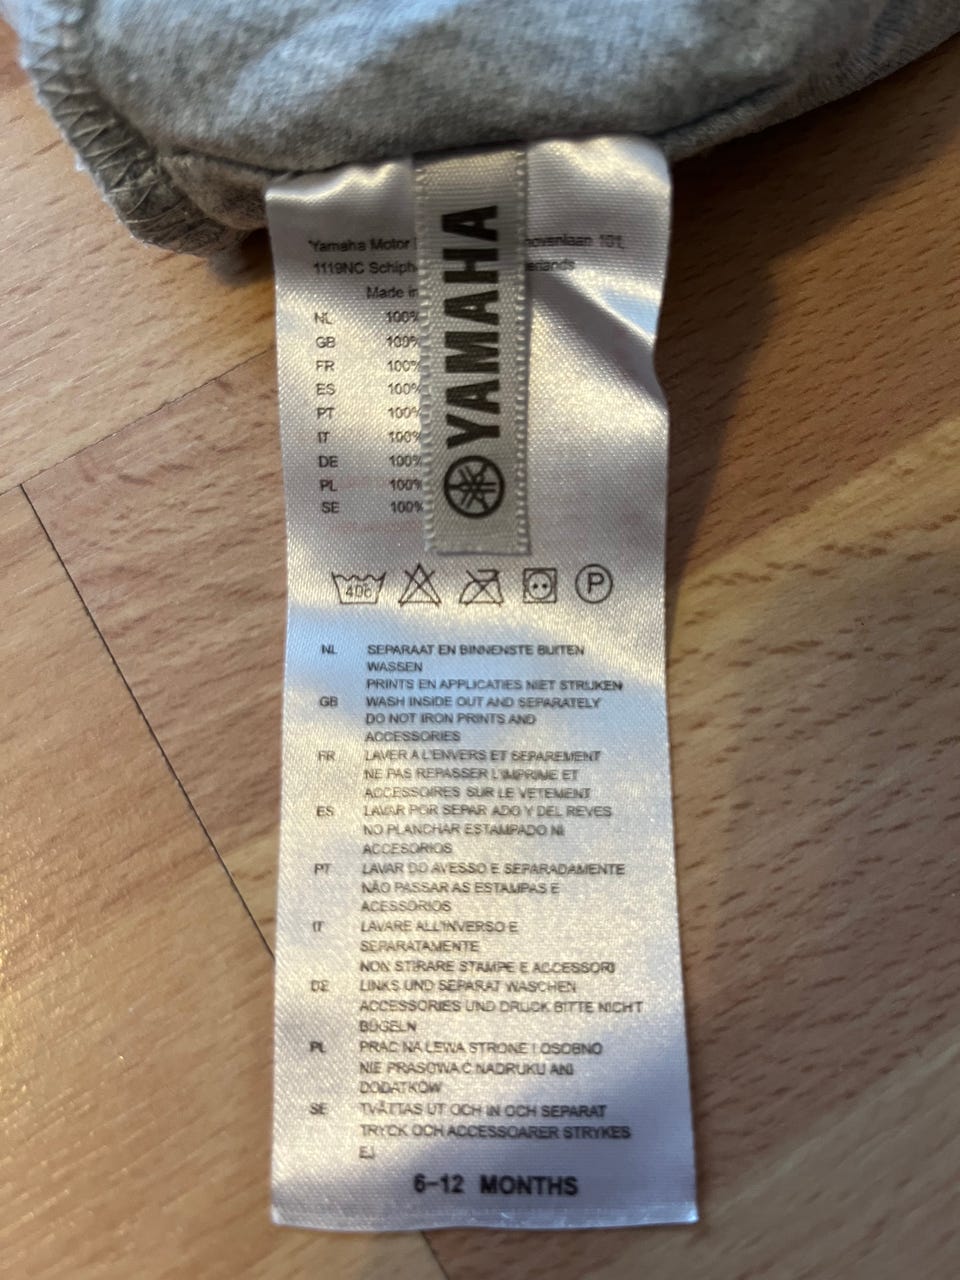 Yamaha Motor
101,
1119NC
Made in
NL 100%
GB 100%
FR 100%
ES 100%
PT 100%
IT 100%
DE 100%
PL 100%
SE 100%
YAMAHA
P
NL SEPARAAT EN BINNENSTE BUITEN
WASSEN
PRINTS EN APPLICATIES NIET STRIJKEN
GB WASH INSIDE OUT AND SEPARATELY
DO NOT IRON PRINTS AND
ACCESSORIES
FR LAVER A L'ENVERS ET SEPAREMENT
NE PAS REPASSER L'IMPRIME ET
ACCESSOIRES SUR LE VETEMENT
ES LAVAR POR SEPAR ADO Y DEL REVES
NO PLANCHAR ESTAMPADO NI
ACCESORIOS
PT LAVAR DO AVESSO E SEPARADAMENTE
NÃO PASSAR AS ESTAMPAS E
ACESSORIOS
IT LAVARE ALL'INVERSO E
SEPARATAMENTE
NON STIRARE STAMPE E ACCESSORI
DE LINKS UND SEPARAT WASCHEN
ACCESSORIES UND DRUCK BITTE NICHT
BÜGELN
PL PRAC NA LEWA STRONE I OSOBNO
NIE PRASOWA C NADRUKU ANI
DODATKOW
SE TVÄTTAS UT OCH IN OCH SEPARAT
TRYCK OCH ACCESSOARER STRYKES
EJ
6-12 MONTHS